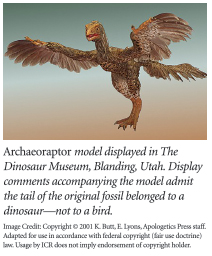 Archaeoraptor model displayed in The
Dinosaur Museum, Blanding, Utah. Display
comments accompanying the model admit
the tail of the original fossil belonged to a
dinosaur—not to a bird.
Image Credit: Copyright © 2001 K. Butt, E. Lyons, Apologetics Press staff.
Adapted for use in accordance with federal copyright (fair use doctrine)
law. Usage by ICR does not imply endorsement of copyright holder.